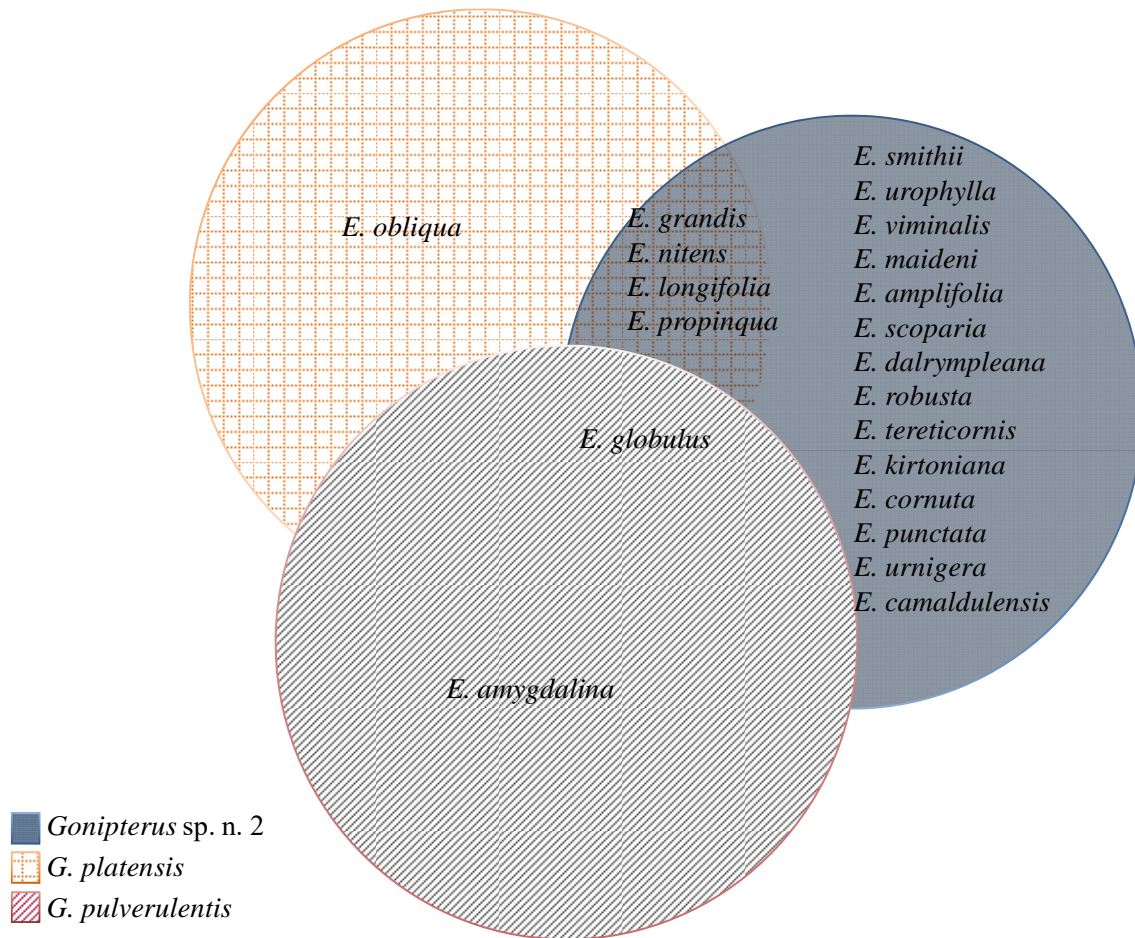 E. obliqua
E. grandis
E. nitens
E. longifolia
E. propinqua
E. smithii
E. urophylla
E. viminalis
E. maideni
E. amplifolia
E. scoparia
E. dalrympleana
E. robusta
E. tereticornis
E. kirtoniana
E. cornuta
E. punctata
E. urnigera
E. camaldulensis
E. globulus
E. amygdalina
Gonipterus sp. n. 2
G. platensis
G. pulverulentis